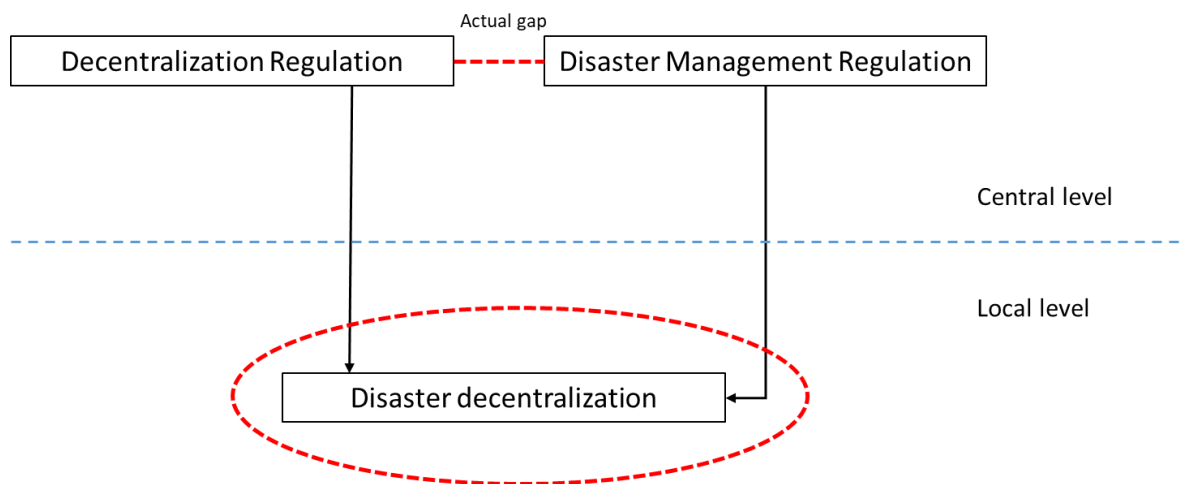 Actual gap
Decentralization Regulation
Disaster Management Regulation
Central level
Local level
Disaster decentralization